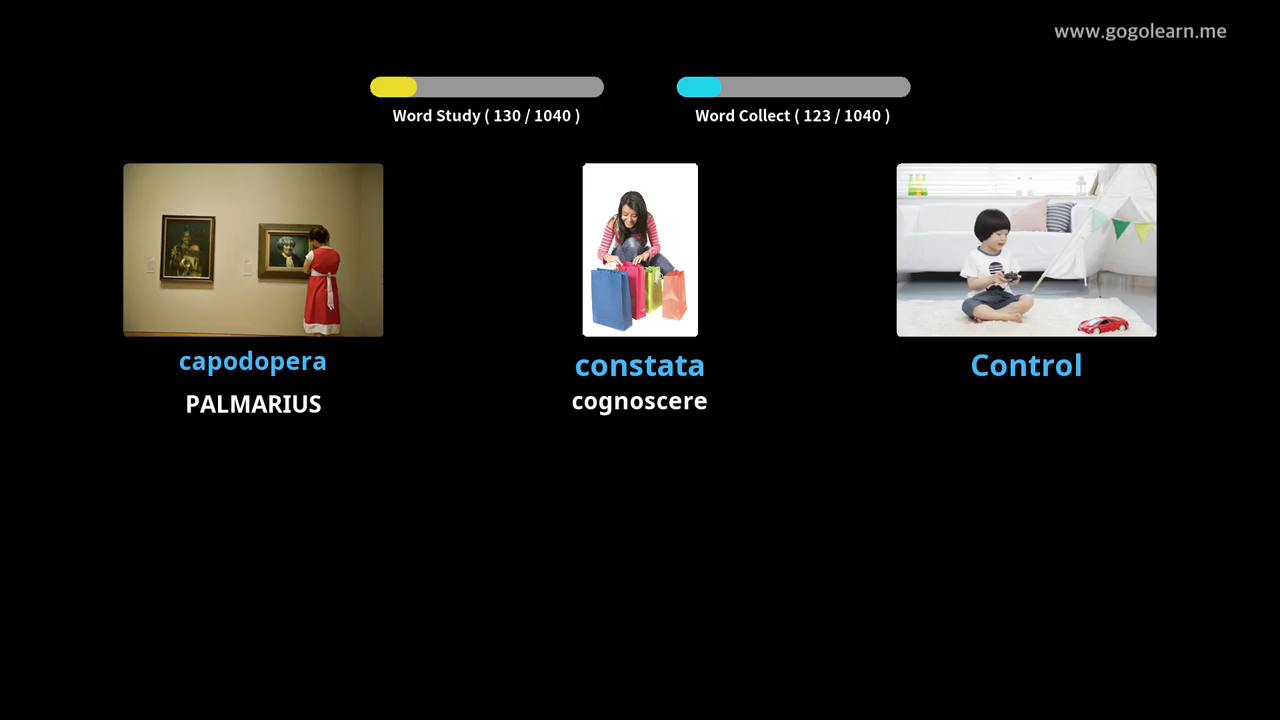 www.gogolearn.me
Word Study ( 130 / 1040 )
Word Collect ( 123 / 1040 )
capodopera
PALMARIUS
constata
cognoscere
Control